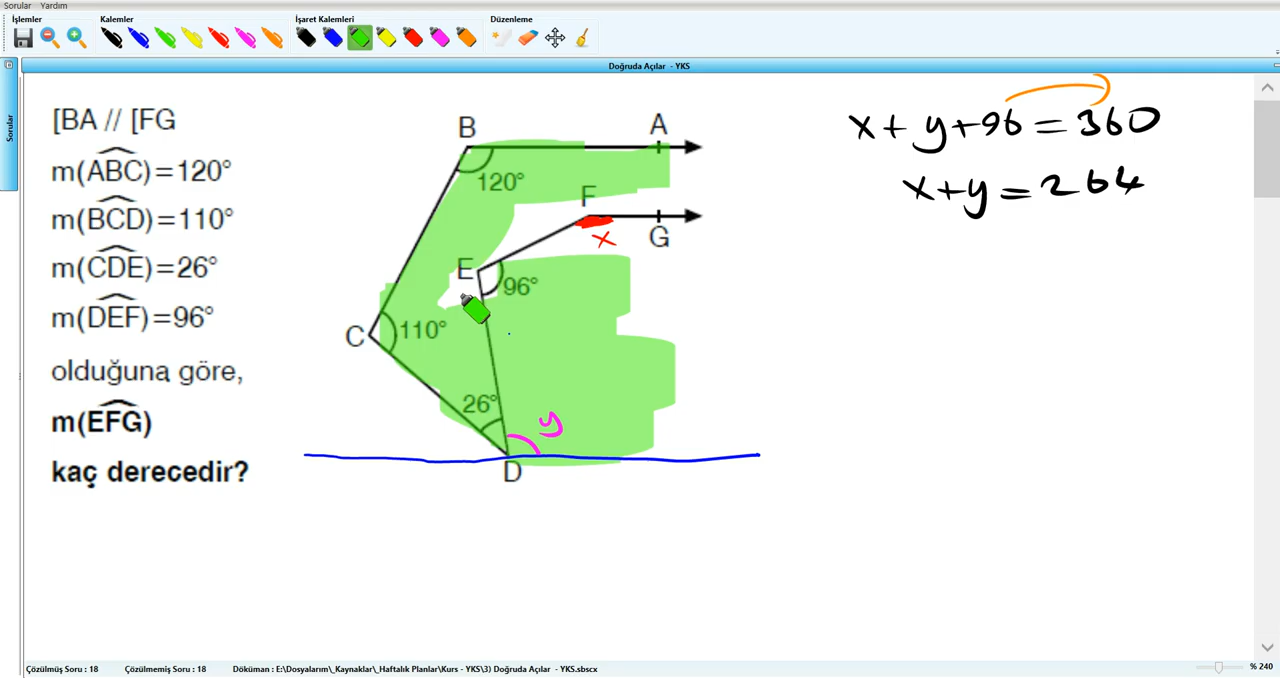 Sorular Yardım
İşlemler Kalemler İşaret Kalemleri Düzenleme
Doğruda Açılar - YKS
Sorular
[BA // [FG
m(ABC)=120°
m(BCD)=110°
m(CDE)=26°
m(DEF)=96°
olduğuna göre,
m(EFG)
kaç derecedir?
B A
120°
F
G
x
E
96°
C 110°
26°
y
D
x+y+96=360
x+y=264
Çözülmüş Soru : 18 Çözülmemiş Soru : 18 Döküman : E:\Dosyalarım\_Kaynaklar\_Haftalık Planlar\Kurs - YKS\3) Doğruda Açılar - YKS.sbscx % 240